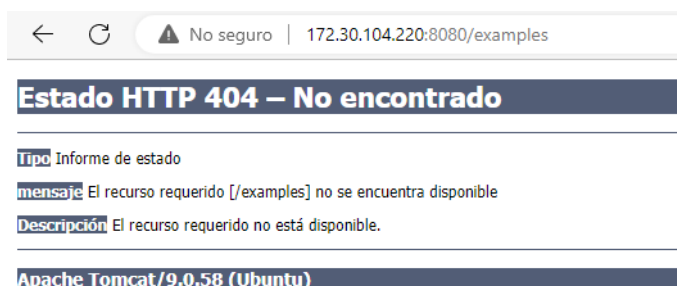 No seguro | 172.30.104.220:8080/examples
Estado HTTP 404 – No encontrado
Tipo Informe de estado
mensaje El recurso requerido [/examples] no se encuentra disponible
Descripción El recurso requerido no está disponible.
Apache Tomcat/9.0.58 (Ubuntu)